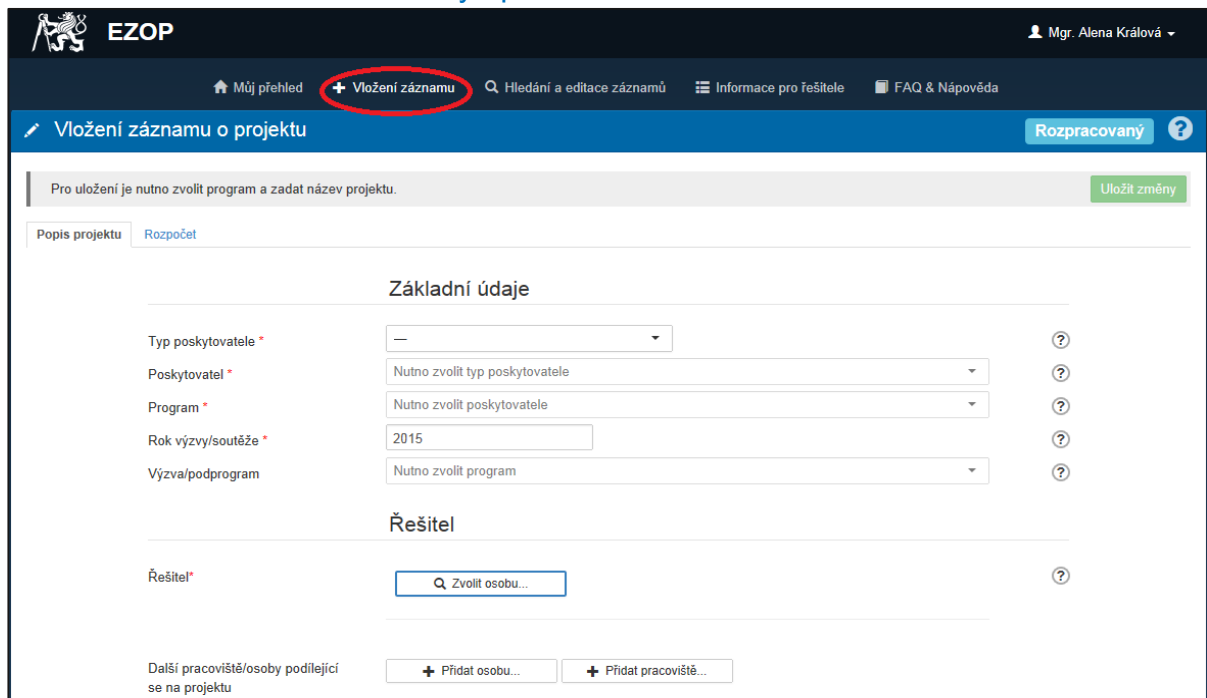 EZOP
Mgr. Alena Králová
Můj přehled
Vložení záznamu
Hledání a editace záznamů
Informace pro řešitele
FAQ & Nápověda
Vložení záznamu o projektu
Rozpracovaný
?
Pro uložení je nutno zvolit program a zadat název projektu.
Uložit změny
Popis projektu
Rozpočet
Základní údaje
Typ poskytovatele *
—
?
Poskytovatel *
Nutno zvolit typ poskytovatele
?
Program *
Nutno zvolit poskytovatele
?
Rok výzvy/soutěže *
2015
?
Výzva/podprogram
Nutno zvolit program
?
Řešitel
Řešitel*
Zvolit osobu...
?
Další pracoviště/osoby podílející
se na projektu
Přidat osobu...
Přidat pracoviště...